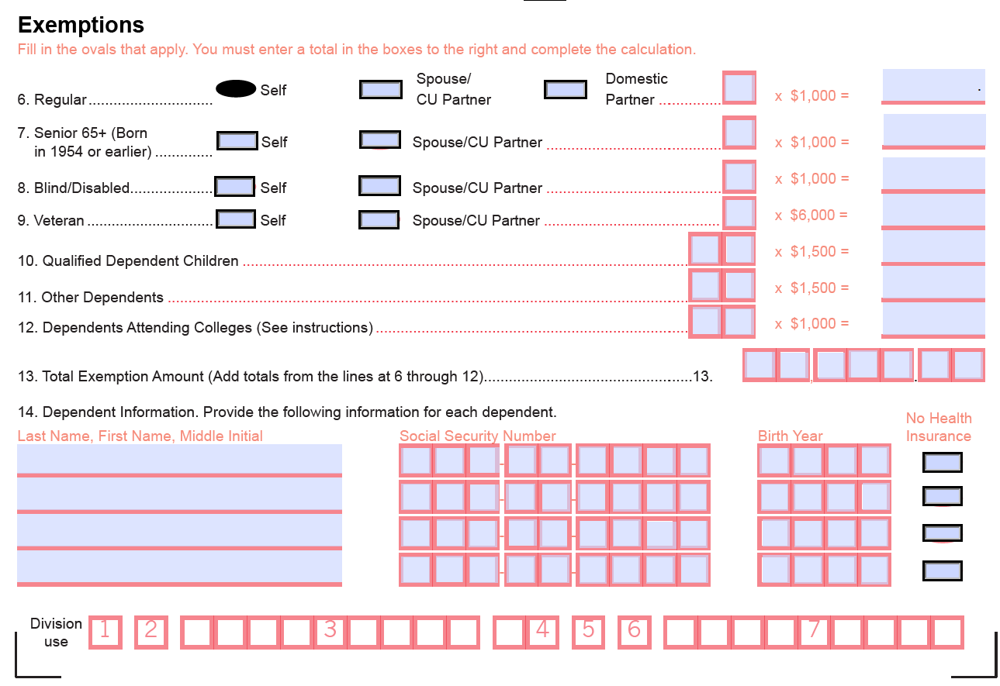 Exemptions
Fill in the ovals that apply. You must enter a total in the boxes to the right and complete the calculation.
6. Regular.............................. Self Spouse/ CU Partner Domestic Partner ............... x $1,000 = .
7. Senior 65+ (Born in 1954 or earlier) .............. Self Spouse/CU Partner ........................................... x $1,000 =
8. Blind/Disabled.................... Self Spouse/CU Partner ........................................... x $1,000 =
9. Veteran ............................... Self Spouse/CU Partner ........................................... x $6,000 =
10. Qualified Dependent Children .................................................................................................... x $1,500 =
11. Other Dependents .................................................................................................................... x $1,500 =
12. Dependents Attending Colleges (See instructions) ........................................................................ x $1,000 =
13. Total Exemption Amount (Add totals from the lines at 6 through 12)..................................................13. , .
14. Dependent Information. Provide the following information for each dependent.
Last Name, First Name, Middle Initial Social Security Number Birth Year No Health Insurance
- -
- -
- -
- -
Division use 1 2 3 4 5 6 7